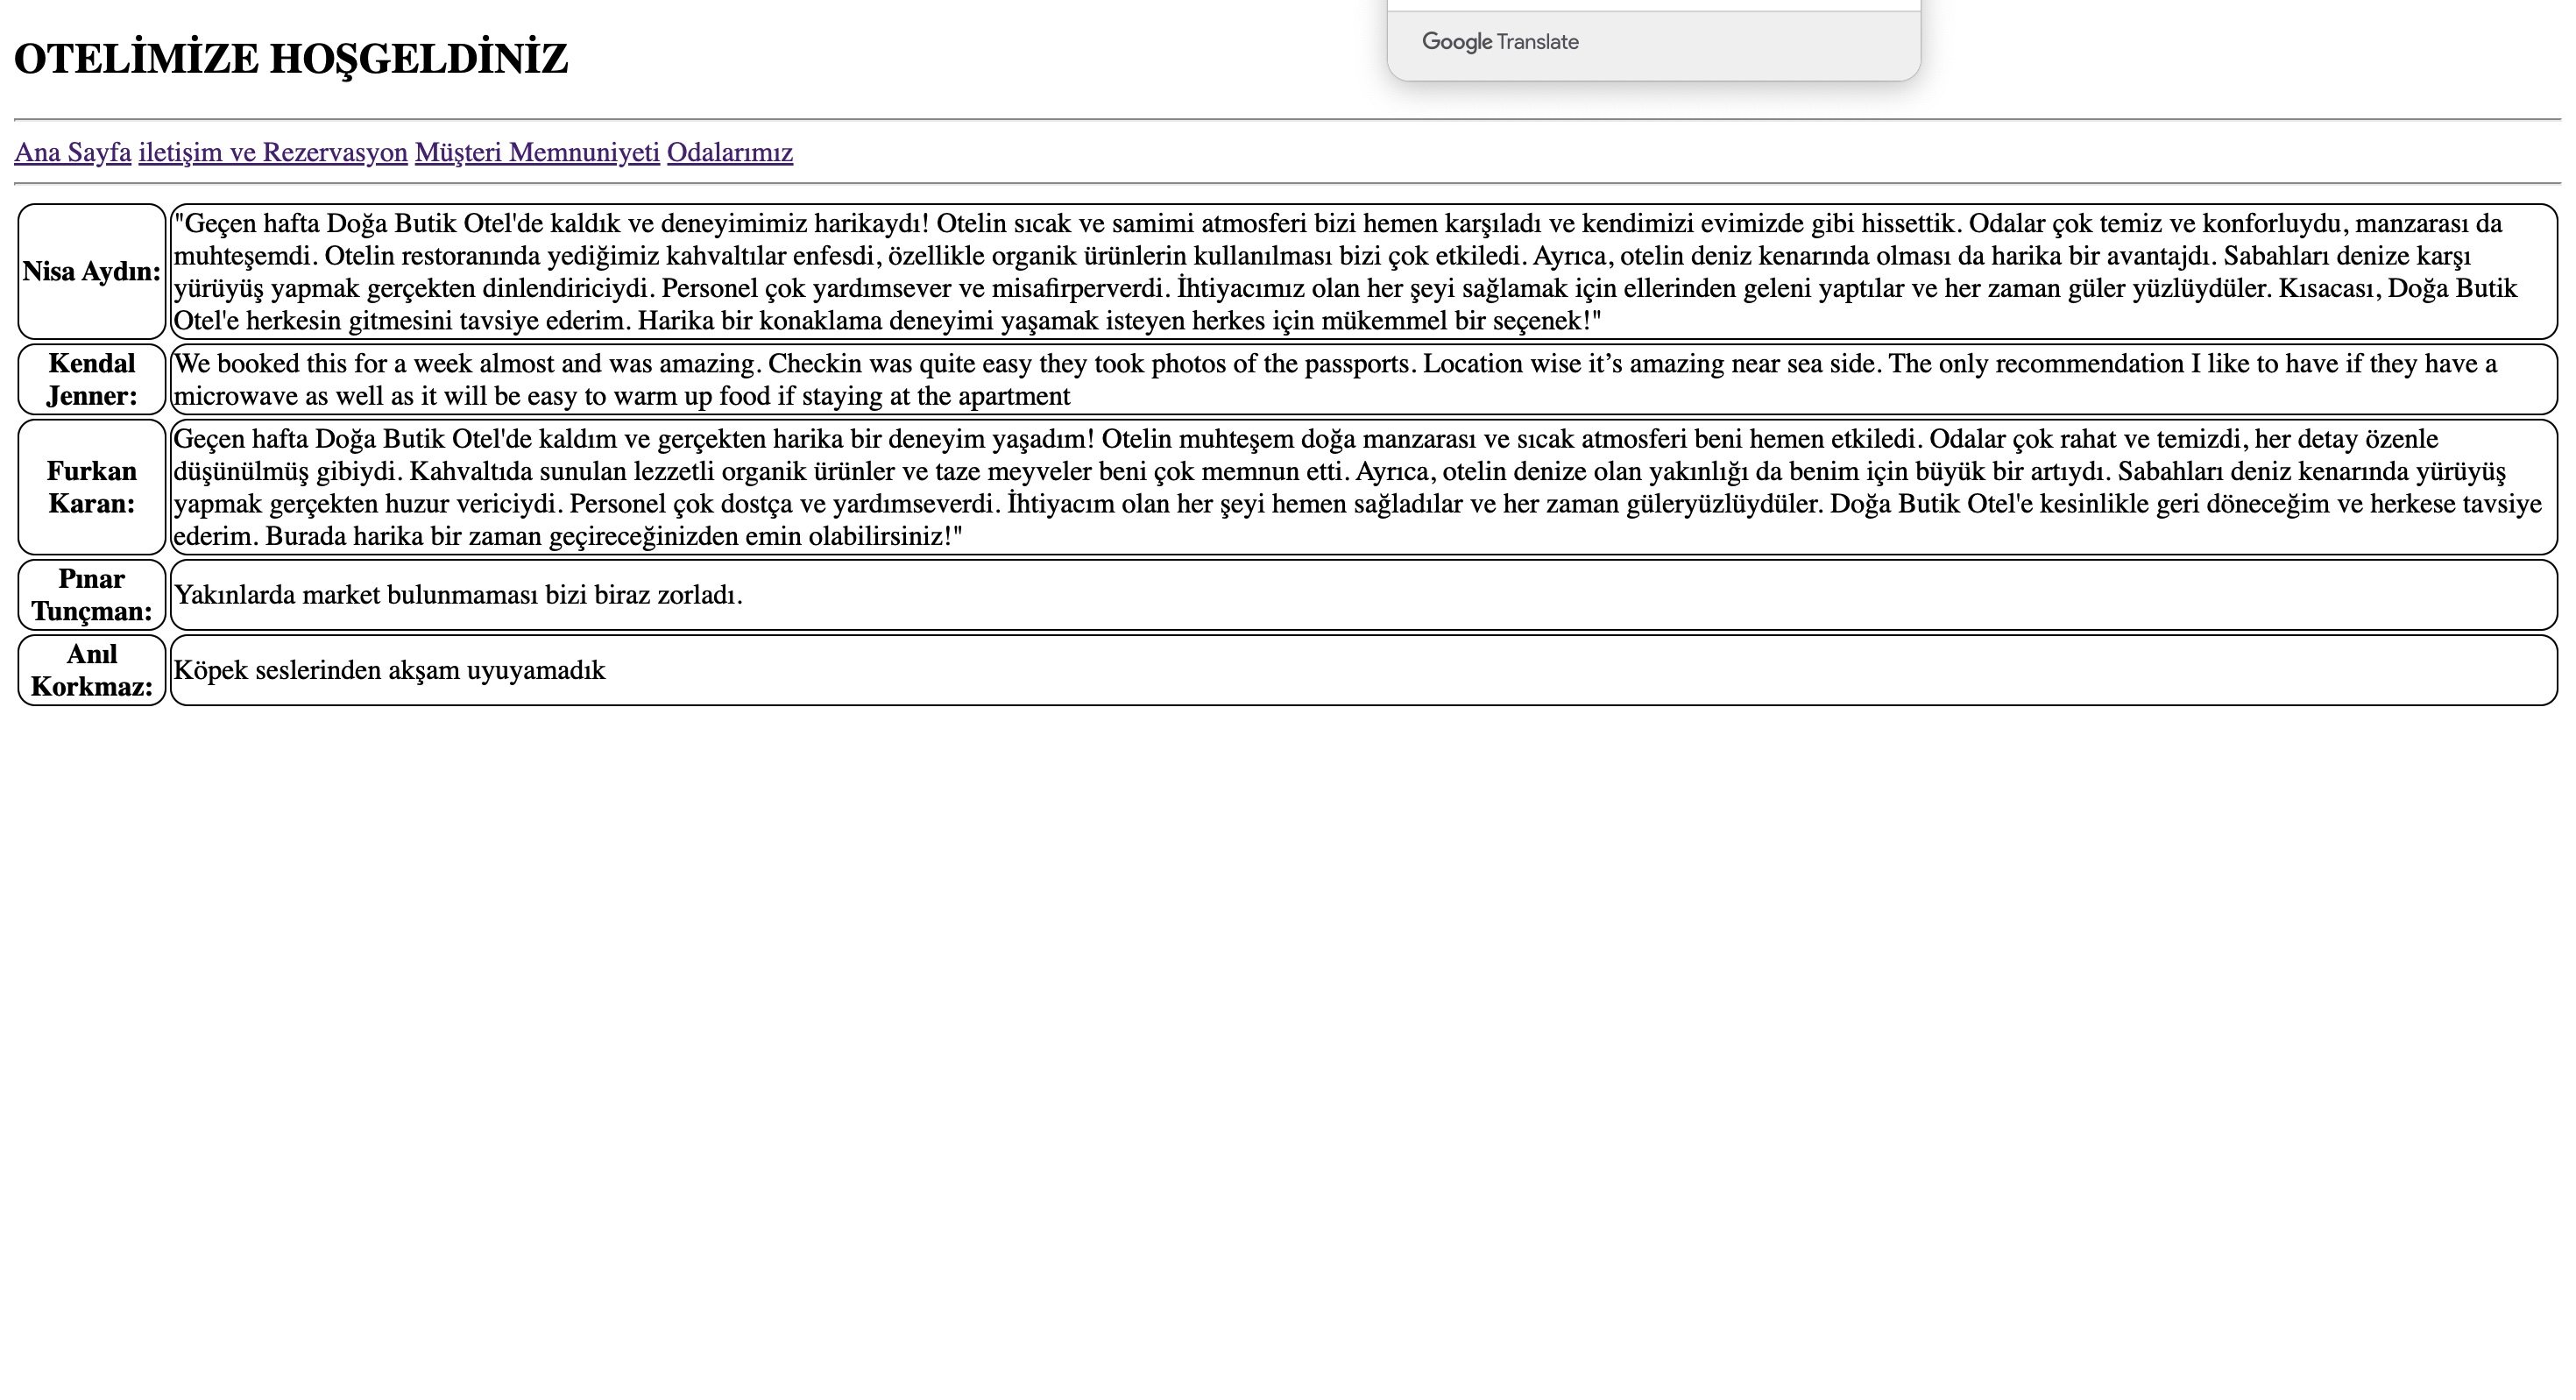 Google Translate
OTELİMİZE HOŞGELDİNİZ
Ana Sayfa iletişim ve Rezervasyon Müşteri Memnuniyeti Odalarımız
Nisa Aydın:
"Geçen hafta Doğa Butik Otel'de kaldık ve deneyimimiz harikaydı! Otelin sıcak ve samimi atmosferi bizi hemen karşıladı ve kendimizi evimizde gibi hissettik. Odalar çok temiz ve konforluydu, manzarası da
muhteşemdi. Otelin restoranında yediğimiz kahvaltılar enfesdi, özellikle organik ürünlerin kullanılması bizi çok etkiledi. Ayrıca, otelin deniz kenarında olması da harika bir avantajdı. Sabahları denize karşı
yürüyüş yapmak gerçekten dinlendiriciydi. Personel çok yardımsever ve misafirperverdi. İhtiyacımız olan her şeyi sağlamak için ellerinden geleni yaptılar ve her zaman güler yüzlüydüler. Kısacası, Doğa Butik
Otel'e herkesin gitmesini tavsiye ederim. Harika bir konaklama deneyimi yaşamak isteyen herkes için mükemmel bir seçenek!"
Kendal
Jenner:
We booked this for a week almost and was amazing. Checkin was quite easy they took photos of the passports. Location wise it’s amazing near sea side. The only recommendation I like to have if they have a
microwave as well as it will be easy to warm up food if staying at the apartment
Furkan
Karan:
Geçen hafta Doğa Butik Otel'de kaldım ve gerçekten harika bir deneyim yaşadım! Otelin muhteşem doğa manzarası ve sıcak atmosferi beni hemen etkiledi. Odalar çok rahat ve temizdi, her detay özenle
düşünülmüş gibiydi. Kahvaltıda sunulan lezzetli organik ürünler ve taze meyveler beni çok memnun etti. Ayrıca, otelin denize olan yakınlığı da benim için büyük bir artıydı. Sabahları deniz kenarında yürüyüş
yapmak gerçekten huzur vericiydi. Personel çok dostça ve yardımseverdi. İhtiyacım olan her şeyi hemen sağladılar ve her zaman güleryüzlüydüler. Doğa Butik Otel'e kesinlikle geri döneceğim ve herkese tavsiye
ederim. Burada harika bir zaman geçireceğinizden emin olabilirsiniz!"
Pınar
Tunçman:
Yakınlarda market bulunmaması bizi biraz zorladı.
Anıl
Korkmaz:
Köpek seslerinden akşam uyuyamadık